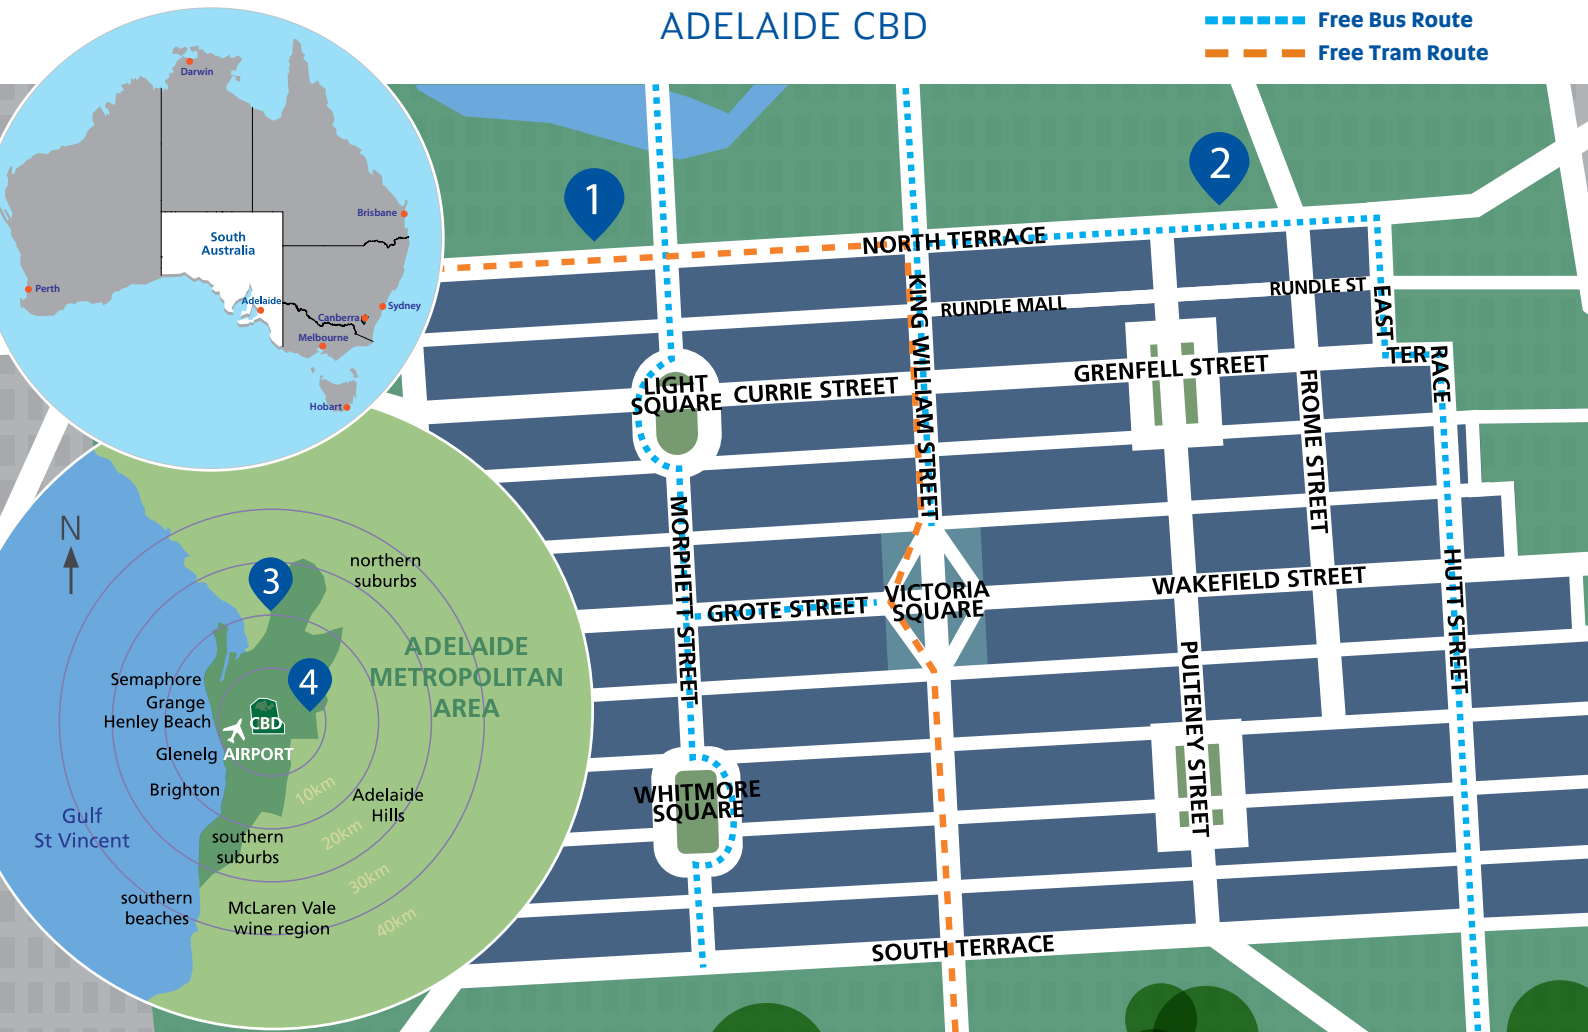 ADELAIDE CBD
Free Bus Route
Free Tram Route
Darwin
Brisbane
South
Australia
Perth
Adelaide
Sydney
Canberra
Melbourne
Hobart
1
2
NORTH TERRACE
KING WILLIAM STREET
RUNDLE MALL
RUNDLE ST
EAST
TER
RACE
LIGHT
SQUARE
CURRIE STREET
GRENFELL STREET
FROME STREET
MORPHETT STREET
GROTE STREET
VICTORIA
SQUARE
WAKEFIELD STREET
HUTT STREET
PULTENEY STREET
WHITMORE
SQUARE
SOUTH TERRACE
N
3
northern
suburbs
ADELAIDE
METROPOLITAN
AREA
4
Semaphore
Grange
Henley Beach
CBD
Glenelg
AIRPORT
Brighton
10km
Adelaide
Hills
Gulf
St Vincent
20km
southern
suburbs
30km
southern
beaches
McLaren Vale
wine region
40km